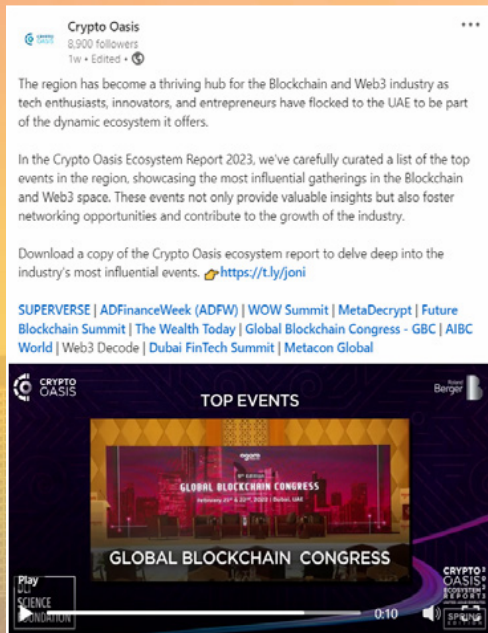 Crypto Oasis
8,900 followers
1w • Edited •
The region has become a thriving hub for the Blockchain and Web3 industry as
tech enthusiasts, innovators, and entrepreneurs have flocked to the UAE to be part
of the dynamic ecosystem it offers.
In the Crypto Oasis Ecosystem Report 2023, we've carefully curated a list of the top
events in the region, showcasing the most influential gatherings in the Blockchain
and Web3 space. These events not only provide valuable insights but also foster
networking opportunities and contribute to the growth of the industry.
Download a copy of the Crypto Oasis ecosystem report to delve deep into the
industry's most influential events. 👉https://t.ly/joni
SUPERVERSE | ADFinanceWeek (ADFW) | WOW Summit | MetaDecrypt | Future
Blockchain Summit | The Wealth Today | Global Blockchain Congress - GBC | AIBC
World | Web3 Decode | Dubai FinTech Summit | Metacon Global
CRYPTO
OASIS
Roland
Berger
TOP EVENTS
agora
GLOBAL BLOCKCHAIN CONGRESS
Dubai, UAE
GLOBAL BLOCKCHAIN CONGRESS
Play
DLT
SCIENCE
FOUNDATION
0:10
CRYPTO
OASIS
ECOSYSTEM
REPORT
SPRING
EDITION